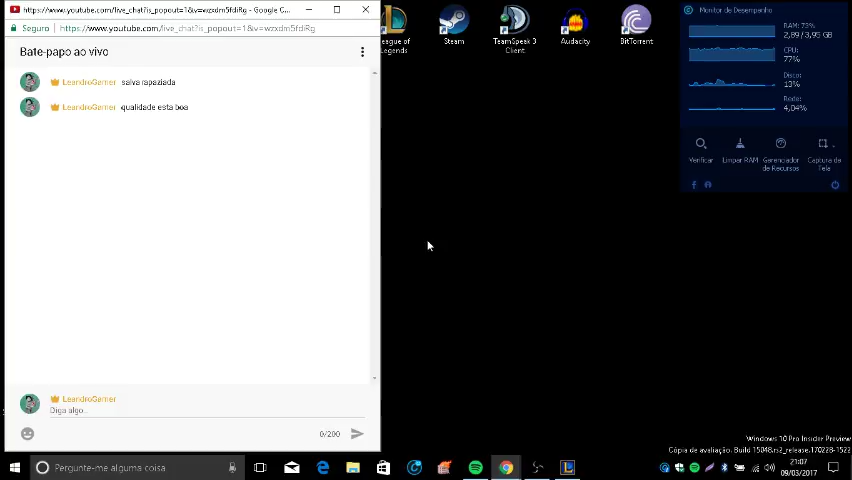 https://www.youtube.com/live_chat?is_popout=1&v=wzxdm5fdiRg - Google C...
Seguro
https://www.youtube.com/live_chat?is_popout=1&v=wzxdm5fdiRg
Bate-papo ao vivo
LeandroGamer salva rapaziada
LeandroGamer qualidade esta boa
LeandroGamer
Diga algo...
0/200
League of
Legends
Steam
TeamSpeak 3
Client
Audacity
BitTorrent
Monitor de Desempenho
RAM: 73%
2,89 / 3,95 GB
CPU:
77%
Disco:
13%
Rede:
4,04%
Verificar
Limpar RAM
Gerenciador
de Recursos
Captura de
Tela
Windows 10 Pro Insider Preview
Cópia de avaliação. Build 15048.rs2_release.170228-1522
Pergunte-me alguma coisa
21:07
09/03/2017